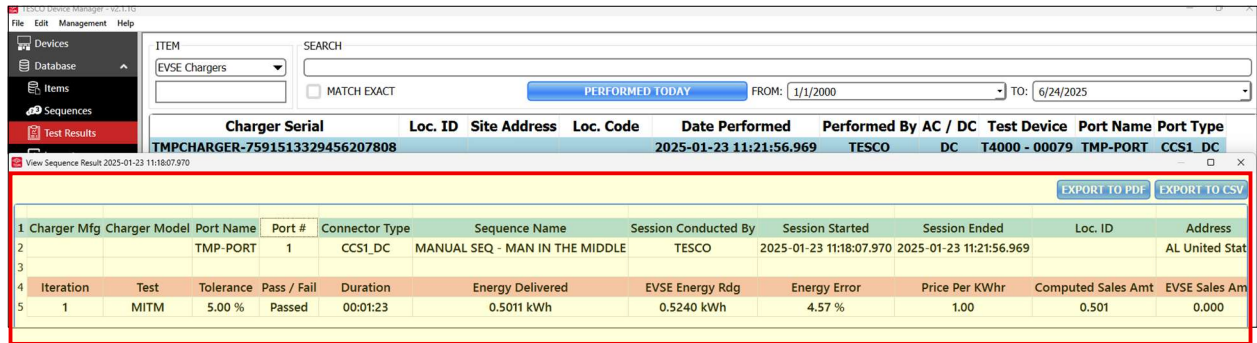 TESCO Device Manager - v2.1.1G
File Edit Management Help
Devices
Database
Items
Sequences
Test Results
ITEM
EVSE Chargers
SEARCH
MATCH EXACT
PERFORMED TODAY
FROM: 1/1/2000
TO: 6/24/2025
Charger Serial Loc. ID Site Address Loc. Code Date Performed Performed By AC / DC Test Device Port Name Port Type
TMPCHARGER-7591513329456207808 2025-01-23 11:21:56.969 TESCO DC T4000 - 00079 TMP-PORT CCS1_DC
View Sequence Result 2025-01-23 11:18:07.970
EXPORT TO PDF EXPORT TO CSV
1 Charger Mfg Charger Model Port Name Port # Connector Type Sequence Name Session Conducted By Session Started Session Ended Loc. ID Address
2 TMP-PORT 1 CCS1_DC MANUAL SEQ - MAN IN THE MIDDLE TESCO 2025-01-23 11:18:07.970 2025-01-23 11:21:56.969 AL United Stat
3
4 Iteration Test Tolerance Pass / Fail Duration Energy Delivered EVSE Energy Rdg Energy Error Price Per KWhr Computed Sales Amt EVSE Sales Am
5 1 MITM 5.00 % Passed 00:01:23 0.5011 kWh 0.5240 kWh 4.57 % 1.00 0.501 0.000